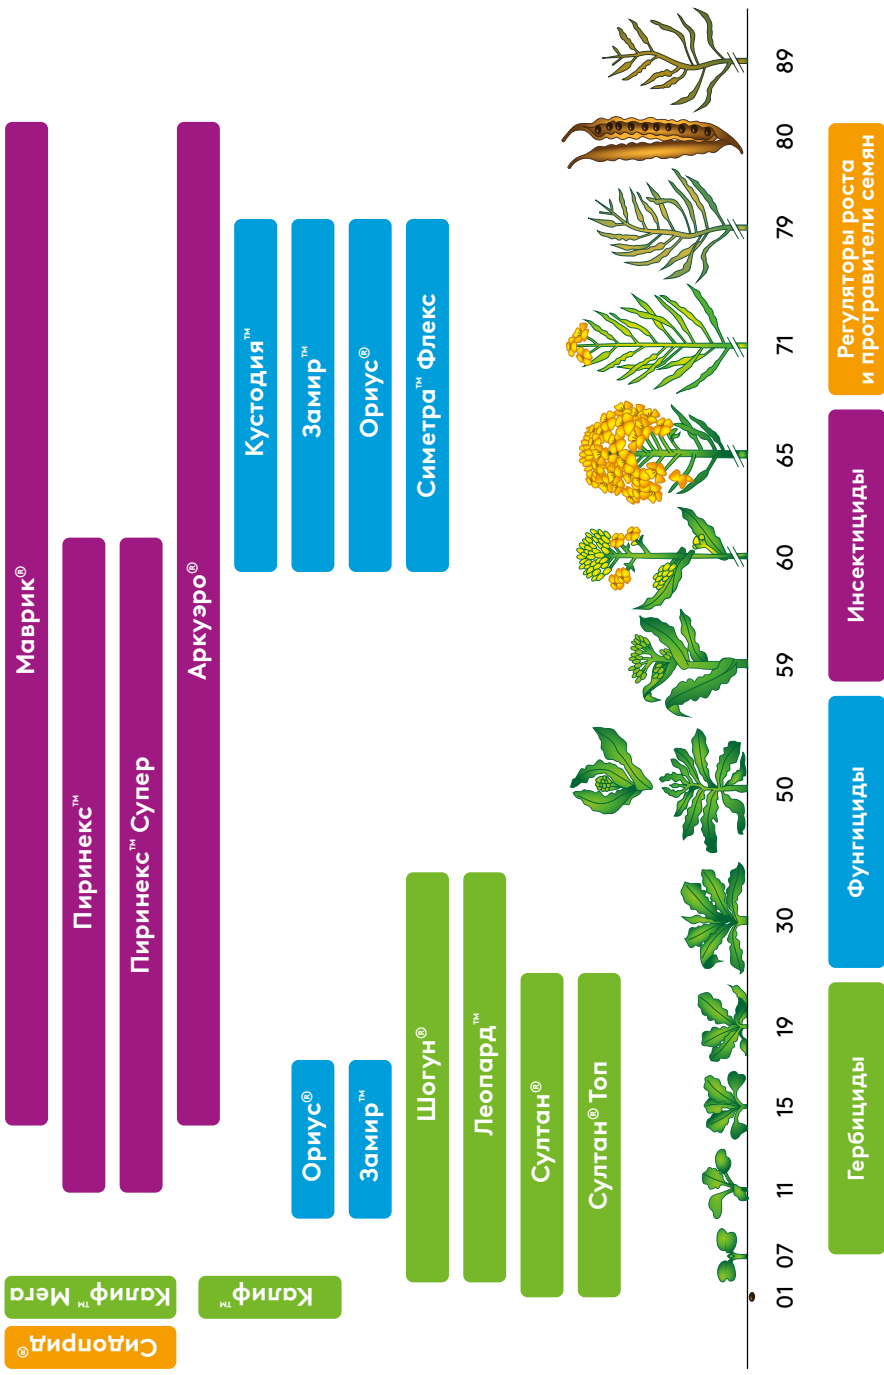 Сидоприд®
Калиф™ Мега
Калиф™
Маврик®
Пиринекс™
Пиринекс™ Супер
Аркуэро®
Кустодия™
Ориус®
Замир™
Замир™
Ориус®
Шогун®
Симетра™ Флекс
Леопард™
Султан®
Султан® Топ
01 07 11 15 19 30 50 59 60 65 71 79 80 89
Гербициды
Фунгициды
Инсектициды
Регуляторы роста
и протравители семян